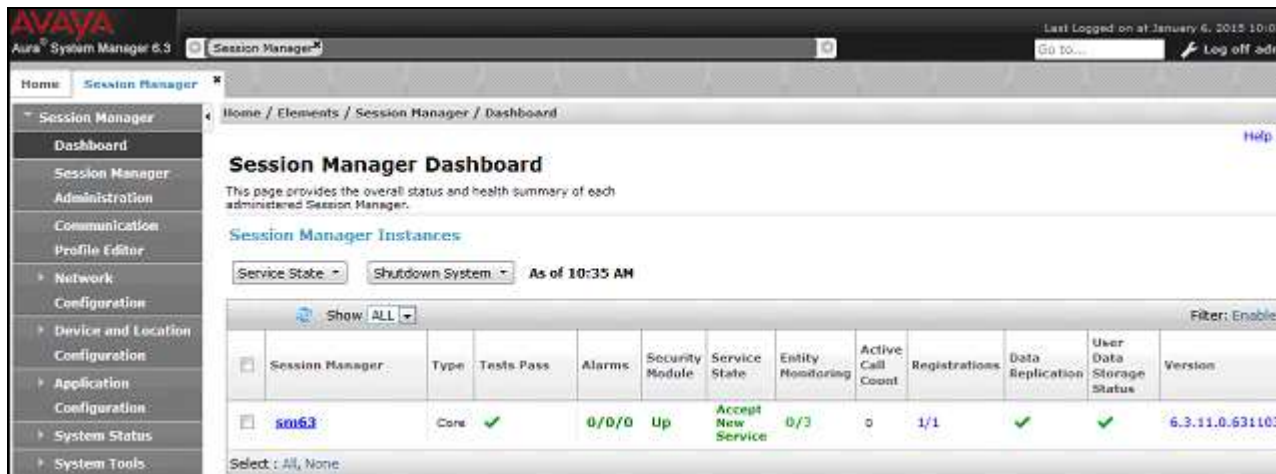 AVAYA
Last Logged on at January 6, 2015 10:0
Aura® System Manager 6.3
Session Manager
Go to...
Log off adm
Home
Session Manager
Session Manager
Dashboard
Session Manager
Administration
Communication
Profile Editor
Network
Configuration
Device and Location
Configuration
Application
Configuration
System Status
System Tools
Home / Elements / Session Manager / Dashboard
Help
Session Manager Dashboard
This page provides the overall status and health summary of each
administered Session Manager.
Session Manager Instances
Service State
Shutdown System
As of 10:35 AM
Show ALL
Filter: Enable
Session Manager
Type
Tests Pass
Alarms
Security
Module
Service
State
Entity
Monitoring
Active
Call
Count
Registrations
Data
Replication
User
Data
Storage
Status
Version
sm63
Core
0/0/0
Up
Accept
New
Service
0/3
0
1/1
6.3.11.0.631103
Select : All, None